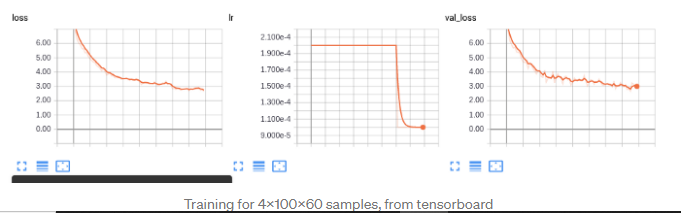 loss
lr
val_loss
6.00
5.00
4.00
3.00
2.00
1.00
0.00
2.100e-4
1.900e-4
1.700e-4
1.500e-4
1.300e-4
1.100e-4
9.000e-5
6.00
5.00
4.00
3.00
2.00
1.00
0.00
Training for 4×100×60 samples, from tensorboard